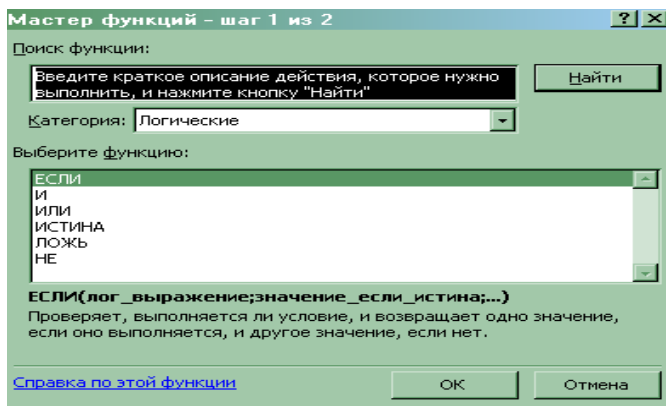 Мастер функций - шаг 1 из 2
Поиск функции:
Введите краткое описание действия, которое нужно
выполнить, и нажмите кнопку "Найти"
Найти
Категория: Логические
Выберите функцию:
ЕСЛИ
И
ИЛИ
ИСТИНА
ЛОЖЬ
НЕ
ЕСЛИ(лог_выражение;значение_если_истина;...)
Проверяет, выполняется ли условие, и возвращает одно значение,
если оно выполняется, и другое значение, если нет.
Справка по этой функции
ОК
Отмена